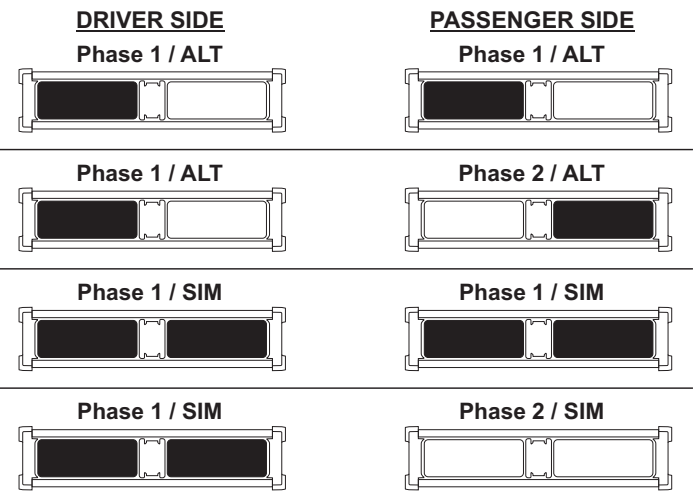 DRIVER SIDE PASSENGER SIDE
Phase 1 / ALT Phase 1 / ALT
Phase 1 / ALT Phase 2 / ALT
Phase 1 / SIM Phase 1 / SIM
Phase 1 / SIM Phase 2 / SIM